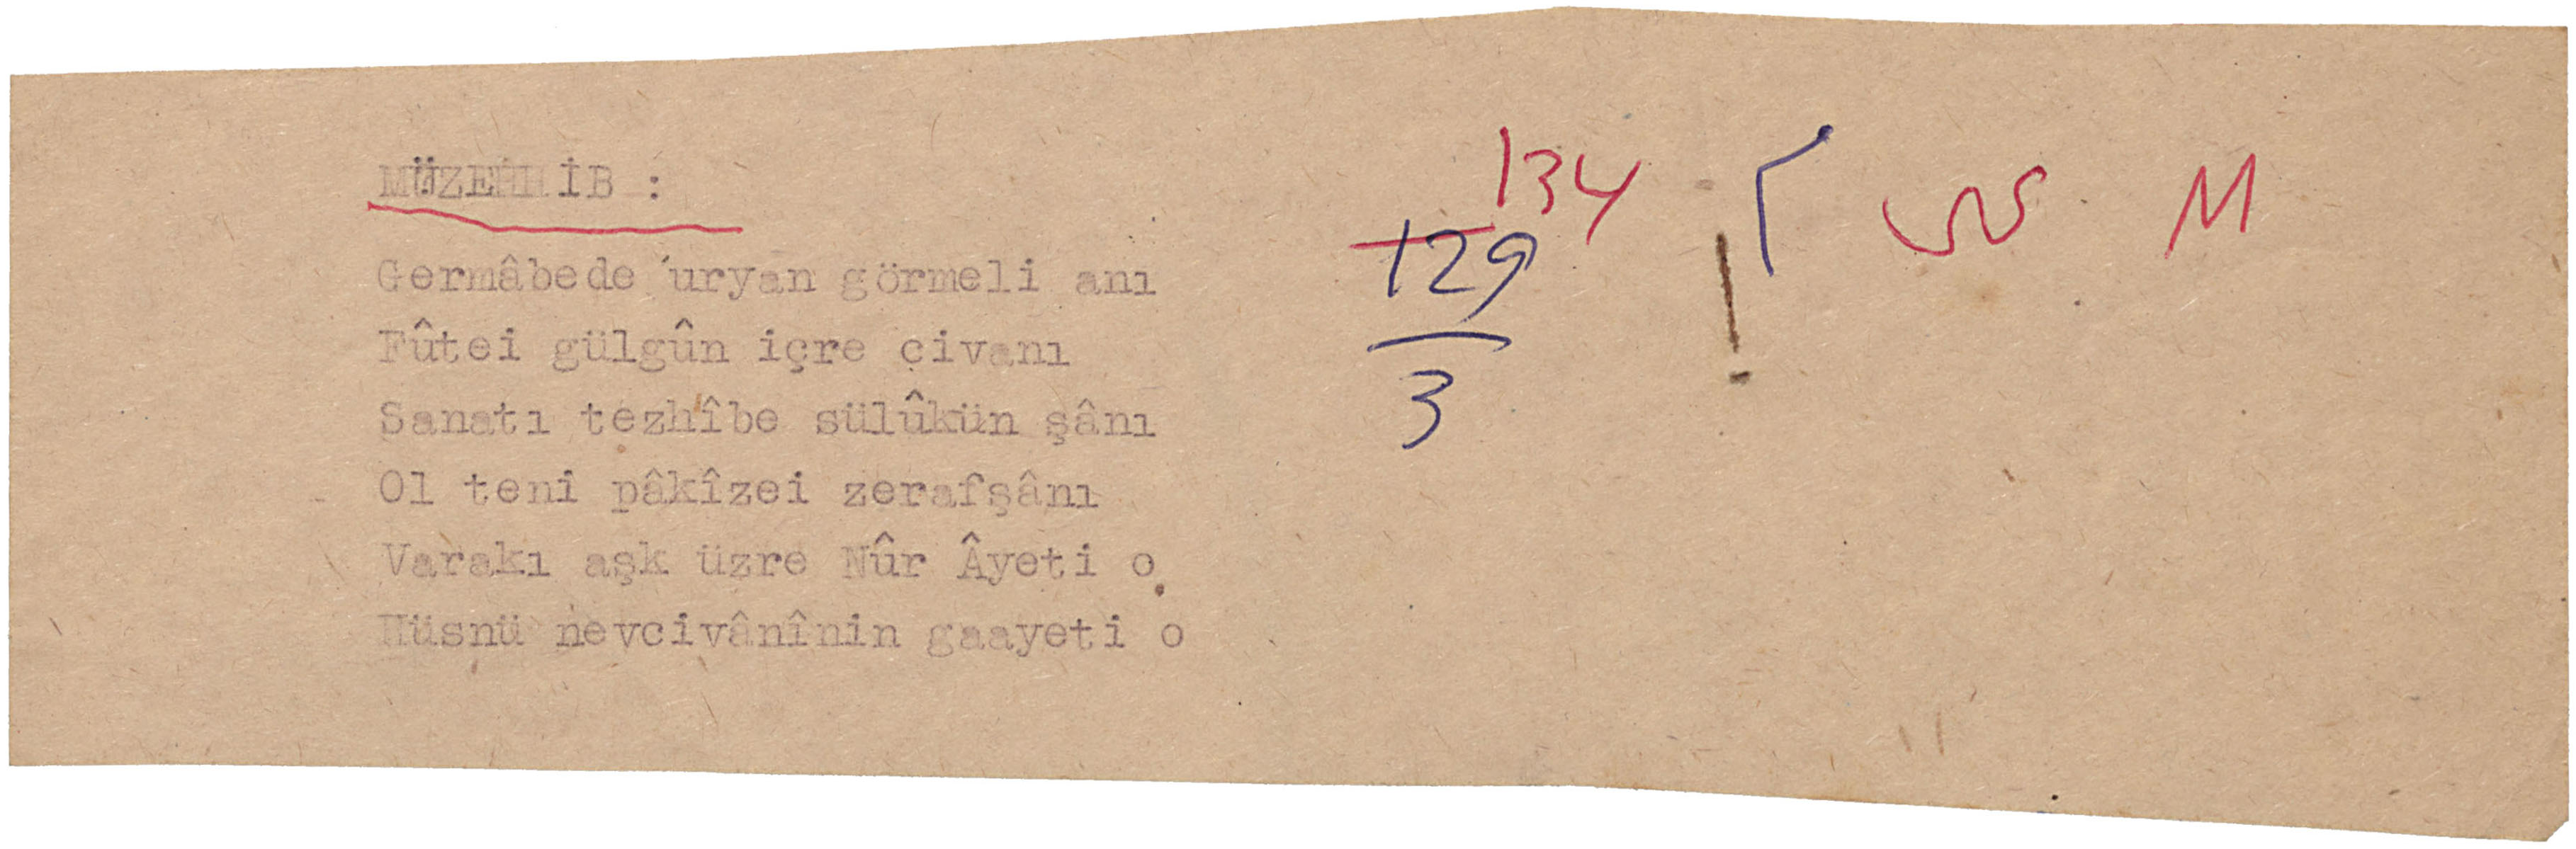 MÜZEHHİB :
Germâbede 'uryan görmeli anı
Fûtei gülgûn içre civanı
Sanatı tezhîbe sülûkün şânı
Ol teni pâkîzei zerafşânı
Varakı aşk üzre Nûr Âyeti o
Hüsnü nevcivânînin gaayeti o
134
129
3
M